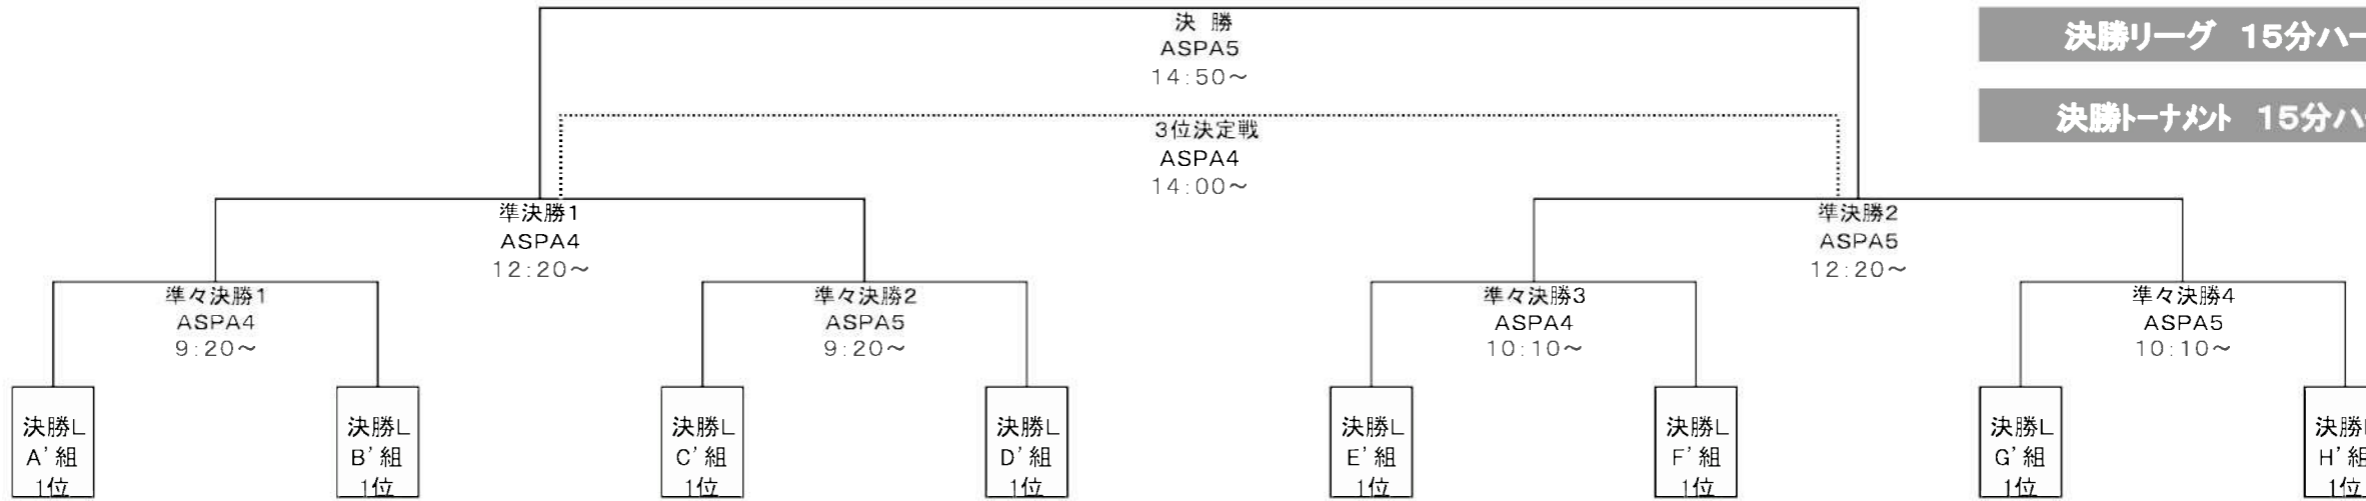 決 勝
ASPA5
14:50～
決勝リーグ 15分ハー
決勝トーナメント 15分ハ
3位決定戦
ASPA4
14:00～
準決勝1
ASPA4
12:20～
準決勝2
ASPA5
12:20～
準々決勝1
ASPA4
9:20～
準々決勝2
ASPA5
9:20～
準々決勝3
ASPA4
10:10～
準々決勝4
ASPA5
10:10～
決勝L
A'組
1位
決勝L
B'組
1位
決勝L
C'組
1位
決勝L
D'組
1位
決勝L
E'組
1位
決勝L
F'組
1位
決勝L
G'組
1位
決勝L
H'組
1位